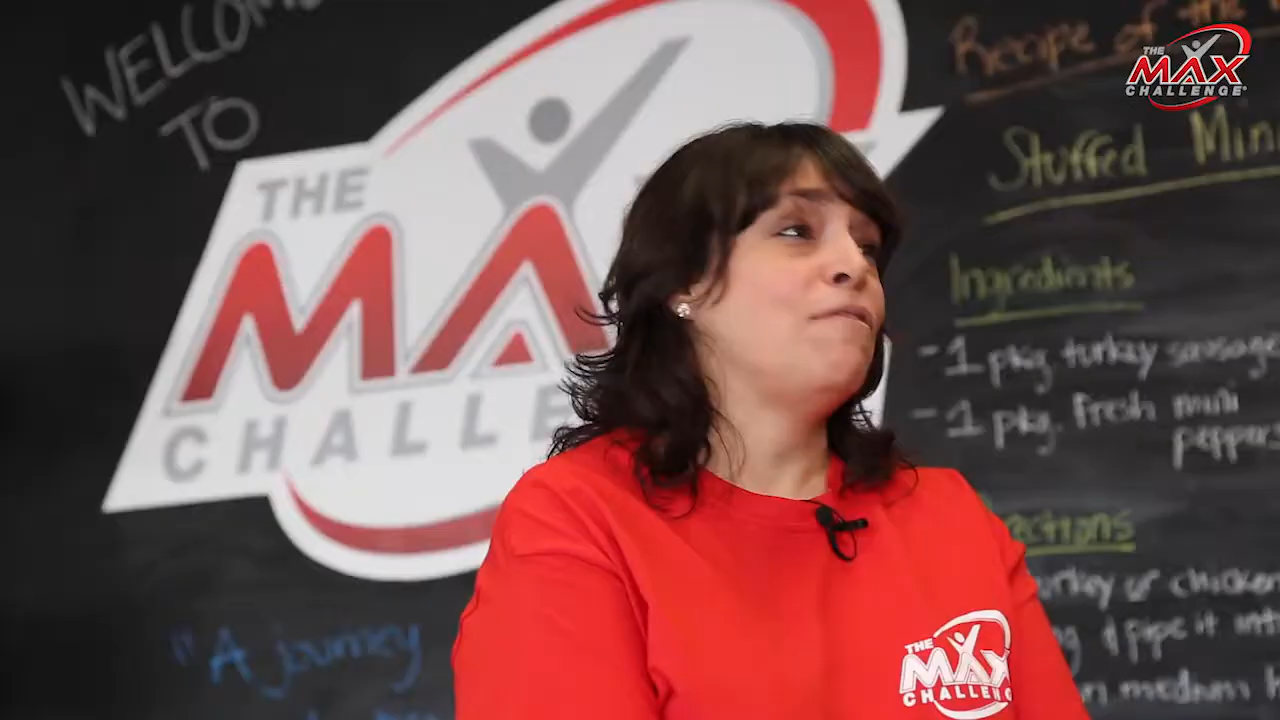 WELCOME
TO
THE
MAX
CHALLE
Recipe of the
Stuffed Mini
Ingredients
- 1 pkg. turkey sausage
- 1 pkg. fresh mini
peppers
turkey or chicken
& pipe it into
medium
"A journey
THE
MAX
CHALLENGE
THE
MAX
CHALLENGE®